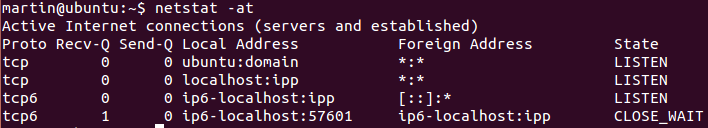 martin@ubuntu:~$ netstat -at
Active Internet connections (servers and established)
Proto Recv-Q Send-Q Local Address           Foreign Address         State
tcp        0      0 ubuntu:domain           *:*                     LISTEN
tcp        0      0 localhost:ipp           *:*                     LISTEN
tcp6       0      0 ip6-localhost:ipp       [::]:*                  LISTEN
tcp6       1      0 ip6-localhost:57601     ip6-localhost:ipp       CLOSE_WAIT